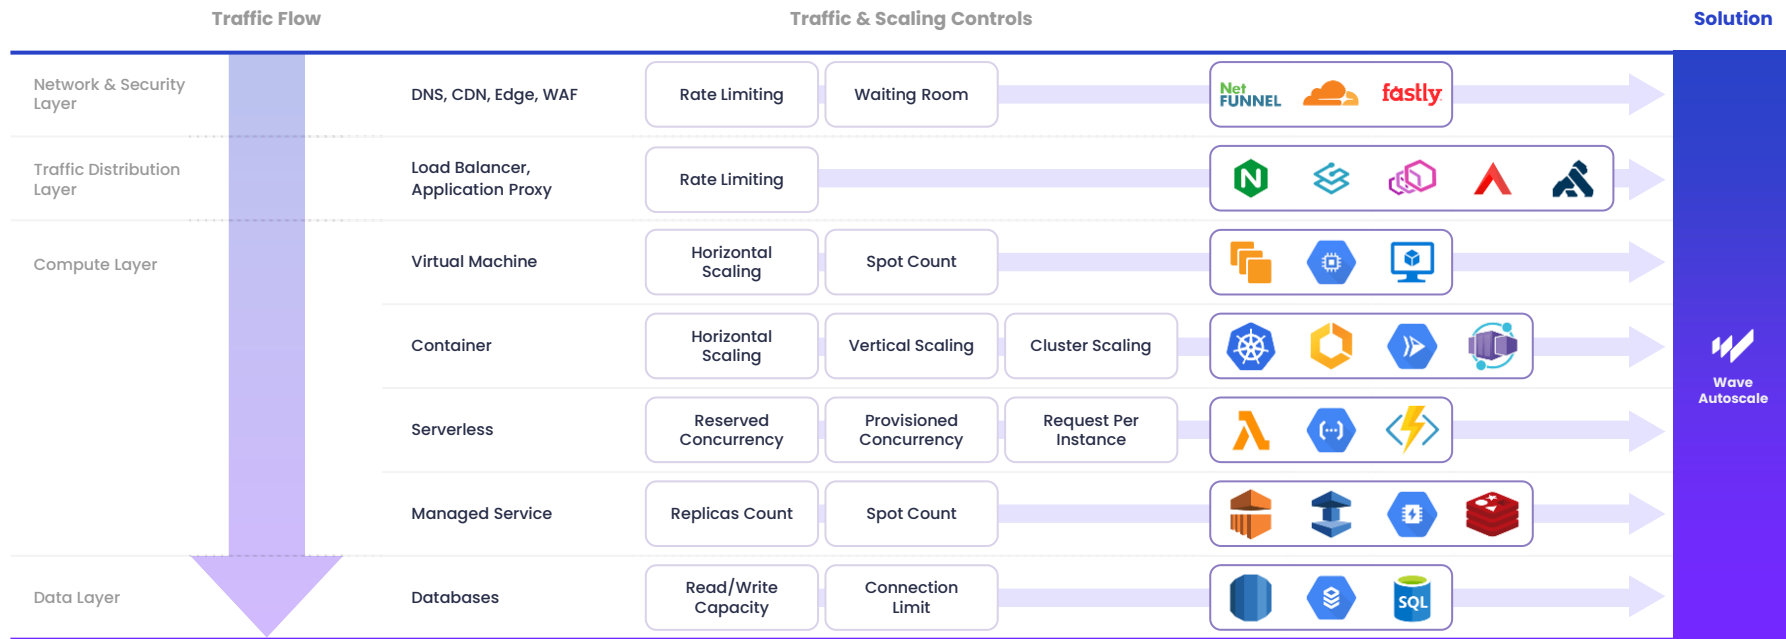 Traffic Flow
Traffic & Scaling Controls
Solution
Network & Security
Layer
DNS, CDN, Edge, WAF
Rate Limiting
Waiting Room
Net
FUNNEL
fastly
Traffic Distribution
Layer
Load Balancer,
Application Proxy
Rate Limiting
N
Compute Layer
Virtual Machine
Horizontal
Scaling
Spot Count
Container
Horizontal
Scaling
Vertical Scaling
Cluster Scaling
Wave
Autoscale
Serverless
Reserved
Concurrency
Provisioned
Concurrency
Request Per
Instance
Managed Service
Replicas Count
Spot Count
Data Layer
Databases
Read/Write
Capacity
Connection
Limit
SQL